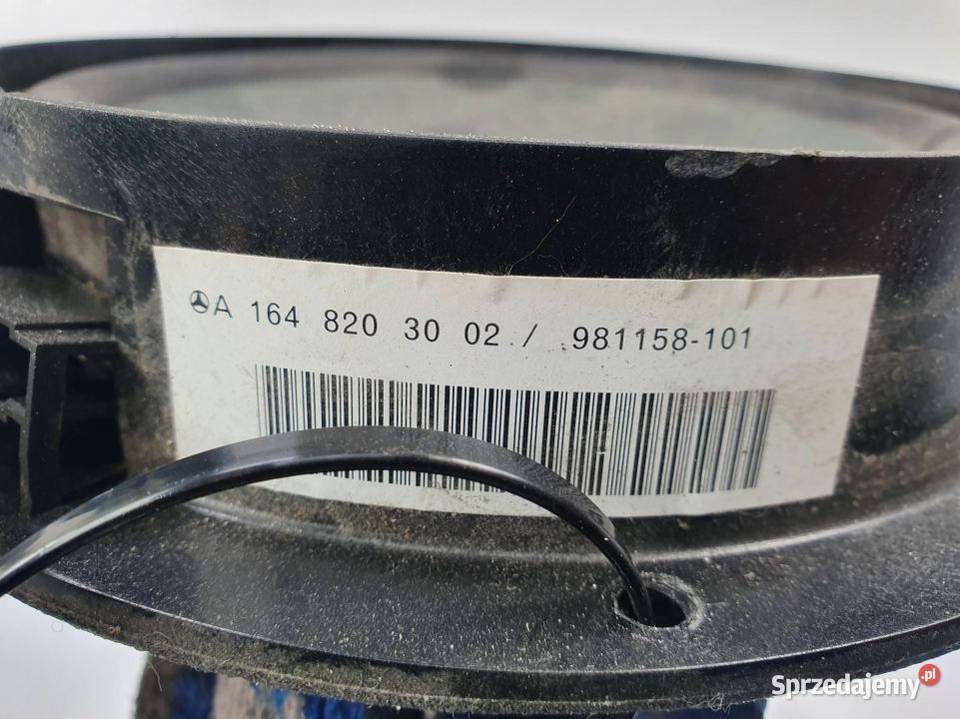 A 164 820 30 02 / 981158-101
Sprzedajemy.pl